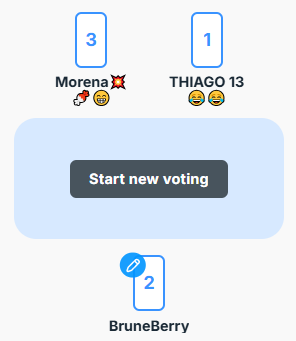 3
1
Morena💥
THIAGO 13
🍖😁
😂😂
Start new voting
2
BruneBerry